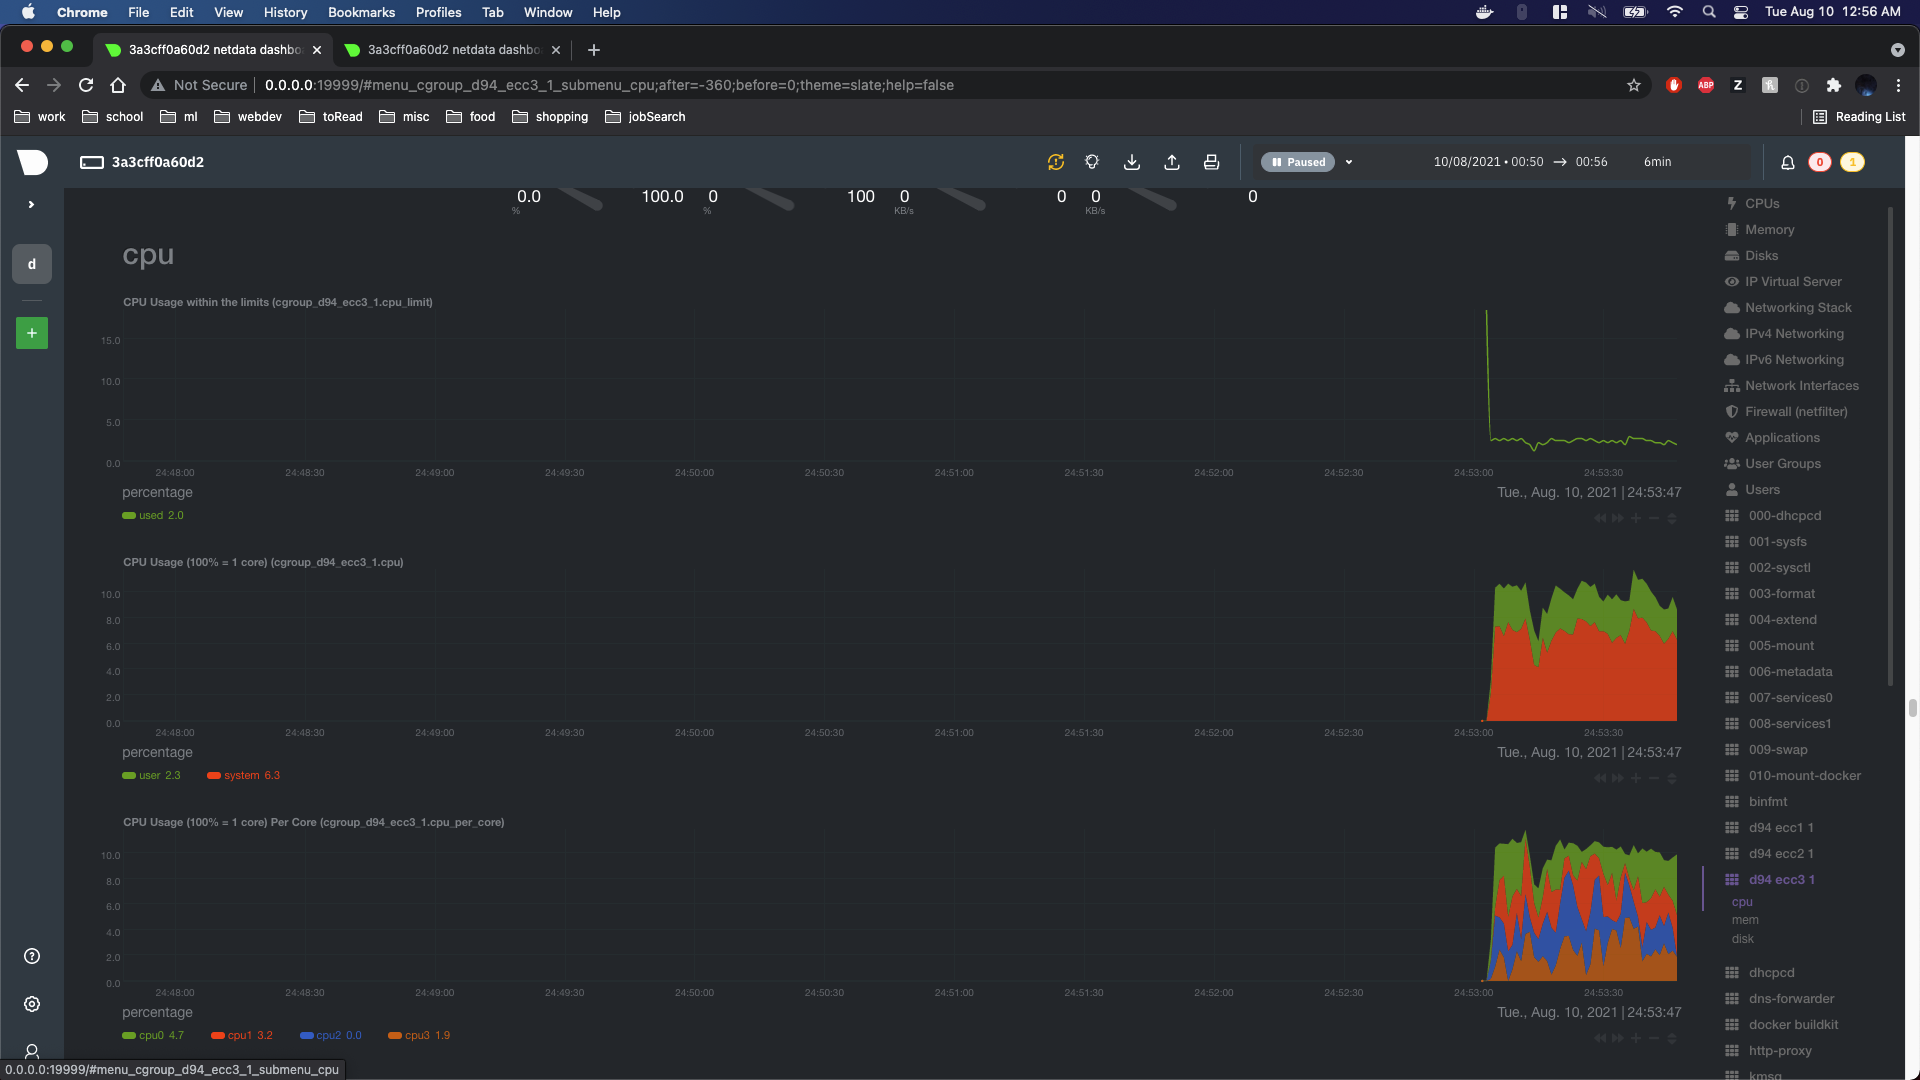 Chrome File Edit View History Bookmarks Profiles Tab Window Help Tue Aug 10 12:56 AM
3a3cff0a60d2 netdata dashbo 3a3cff0a60d2 netdata dashbo
Not Secure 0.0.0.0:19999/#menu_cgroup_d94_ecc3_1_submenu_cpu;after=-360;before=0;theme=slate;help=false ABP Z
work school ml webdev toRead misc food shopping jobSearch Reading List
3a3cff0a60d2 Paused 10/08/2021 • 00:50 → 00:56 6min 0 1
0.0 100.0 0 100 0 0 0 0
% % KB/s KB/s
d
+
cpu
CPU Usage within the limits (cgroup_d94_ecc3_1.cpu_limit)
15.0
10.0
5.0
0.0
24:48:00 24:48:30 24:49:00 24:49:30 24:50:00 24:50:30 24:51:00 24:51:30 24:52:00 24:52:30 24:53:00 24:53:30
percentage Tue., Aug. 10, 2021 | 24:53:47
used 2.0
CPU Usage (100% = 1 core) (cgroup_d94_ecc3_1.cpu)
10.0
8.0
6.0
4.0
2.0
0.0
24:48:00 24:48:30 24:49:00 24:49:30 24:50:00 24:50:30 24:51:00 24:51:30 24:52:00 24:52:30 24:53:00 24:53:30
percentage Tue., Aug. 10, 2021 | 24:53:47
user 2.3 system 6.3
CPU Usage (100% = 1 core) Per Core (cgroup_d94_ecc3_1.cpu_per_core)
10.0
8.0
6.0
4.0
2.0
0.0
24:48:00 24:48:30 24:49:00 24:49:30 24:50:00 24:50:30 24:51:00 24:51:30 24:52:00 24:52:30 24:53:00 24:53:30
percentage Tue., Aug. 10, 2021 | 24:53:47
cpu0 4.7 cpu1 3.2 cpu2 0.0 cpu3 1.9
CPUs
Memory
Disks
IP Virtual Server
Networking Stack
IPv4 Networking
IPv6 Networking
Network Interfaces
Firewall (netfilter)
Applications
User Groups
Users
000-dhcpcd
001-sysfs
002-sysctl
003-format
004-extend
005-mount
006-metadata
007-services0
008-services1
009-swap
010-mount-docker
binfmt
d94 ecc1 1
d94 ecc2 1
d94 ecc3 1
cpu
mem
disk
dhcpcd
dns-forwarder
docker buildkit
http-proxy
kmsg
0.0.0.0:19999/#menu_cgroup_d94_ecc3_1_submenu_cpu